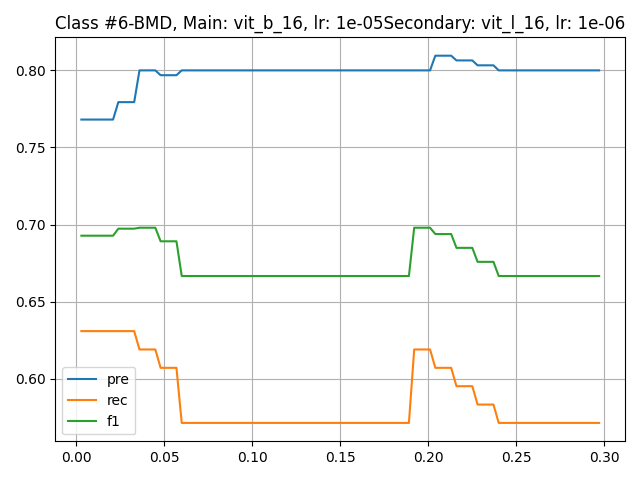 Class #6-BMD, Main: vit_b_16, lr: 1e-05Secondary: vit_l_16, lr: 1e-06
0.80
0.75
0.70
0.65
0.60
pre
rec
f1
0.00 0.05 0.10 0.15 0.20 0.25 0.30